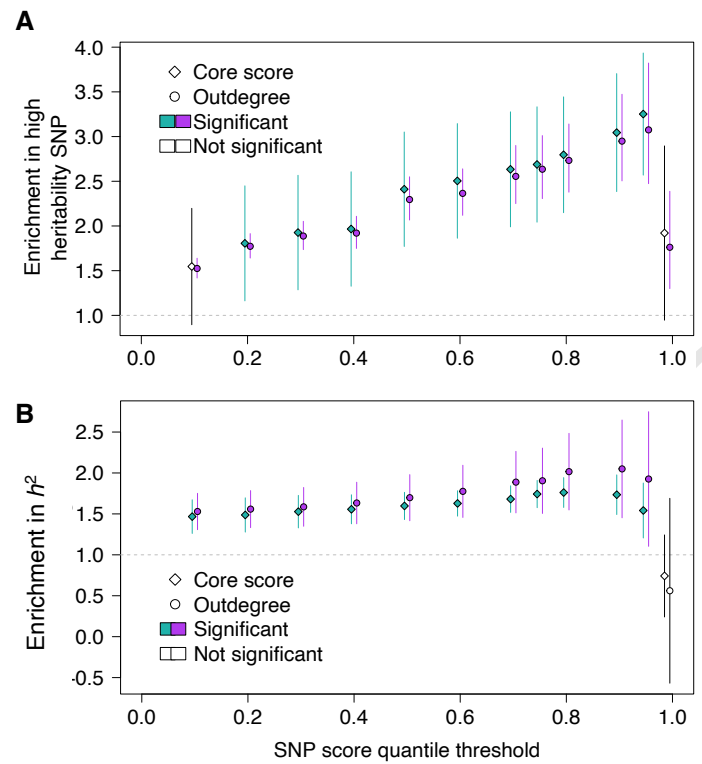 A
Enrichment in high
heritability SNP
4.0
3.5
3.0
2.5
2.0
1.5
1.0
Core score
Outdegree
Significant
Not significant
0.0 0.2 0.4 0.6 0.8 1.0
B
Enrichment in h²
2.5
2.0
1.5
1.0
0.5
0.0
-0.5
Core score
Outdegree
Significant
Not significant
0.0 0.2 0.4 0.6 0.8 1.0
SNP score quantile threshold